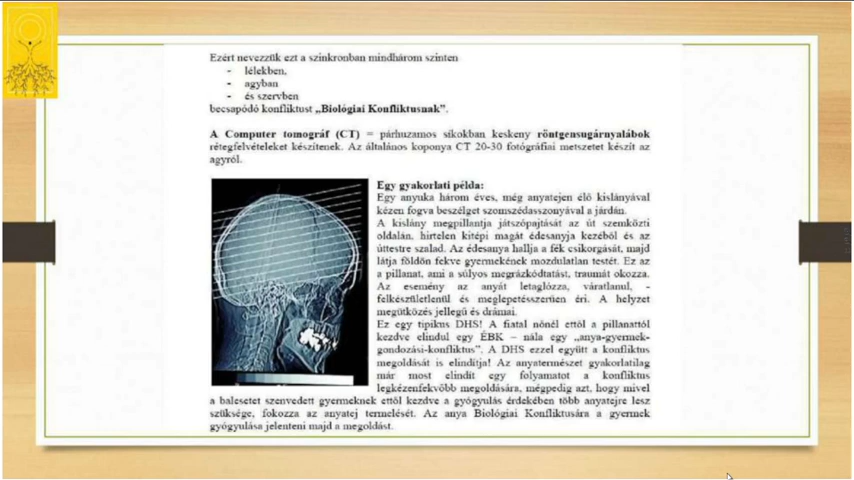 Ezért nevezzük ezt a szinkronban mindhárom szinten
- lélekben,
- agyban
- és szervben
becsapódó konfliktust „Biológiai Konfliktusnak”.
A Computer tomográf (CT) = párhuzamos síkokban keskeny röntgensugárnyalábok
rétegfelvételeket készítenek. Az általános koponya CT 20-30 fotográfiai metszetet készít az
agyról.
Egy gyakorlati példa:
Egy anyuka három éves, még anyatejen élő kislányával
kézen fogva beszélget szomszédasszonyával a járdán.
A kislány megpillantja játszópajtását az út szemközti
oldalán, hirtelen kitépi magát édesanyja kezéből és az
úttestre szalad. Az édesanya hallja a fék csikorgását, majd
látja földön fekve gyermekének mozdulatlan testét. Ez az
a pillanat, ami a súlyos megrázkódtatást, traumát okozza.
Az esemény az anyát letaglózza, váratlanul, -
felkészületlenül és meglepetésszerűen éri. A helyzet
megütközés jellegű és drámai.
Ez egy tipikus DHS! A fiatal nőnél ettől a pillanattól
kezdve elindul egy ÉBK – nála egy „anya-gyermek-
gondozási-konfliktus”. A DHS ezzel együtt a konfliktus
megoldását is elindítja! Az anyatermészet gyakorlatilag
már most elindít egy folyamatot a konfliktus
legkézenfekvőbb megoldására, mégpedig azt, hogy mivel
a balesetet szenvedett gyermeknek ettől kezdve a gyógyulás érdekében több anyatejre lesz
szüksége, fokozza az anyatej termelését. Az anya Biológiai Konfliktusára a gyermek
gyógyulása jelenteni majd a megoldást.